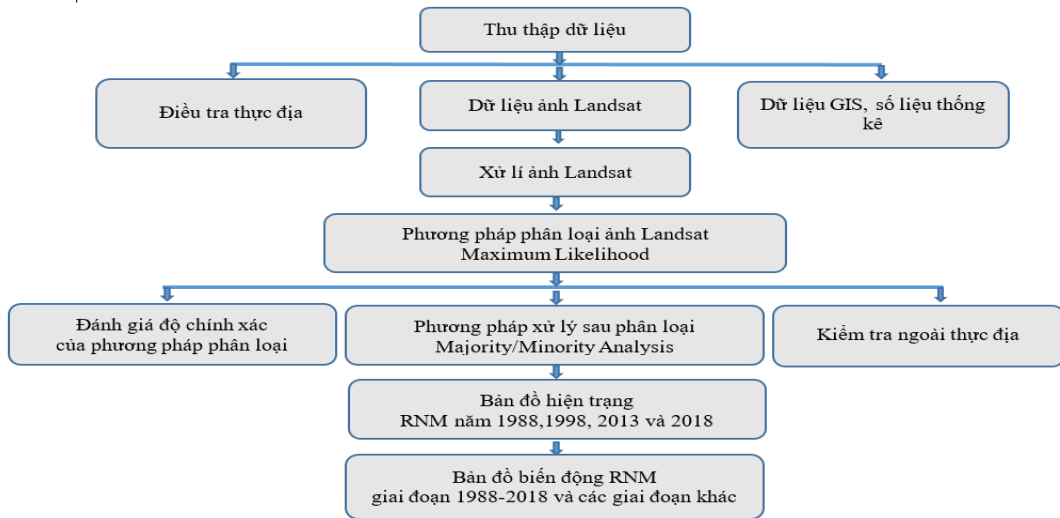 Thu thập dữ liệu
Điều tra thực địa
Dữ liệu ảnh Landsat
Dữ liệu GIS, số liệu thống
kê
Xử lí ảnh Landsat
Phương pháp phân loại ảnh Landsat
Maximum Likelihood
Đánh giá độ chính xác
của phương pháp phân loại
Phương pháp xử lý sau phân loại
Majority/Minority Analysis
Kiểm tra ngoài thực địa
Bản đồ hiện trạng
RNM năm 1988,1998, 2013 và 2018
Bản đồ biến động RNM
giai đoạn 1988-2018 và các giai đoạn khác